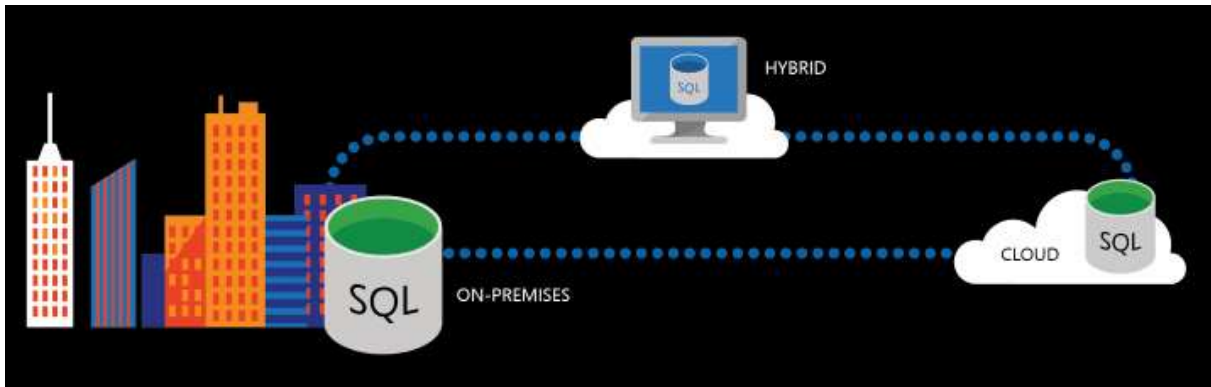 SQL
HYBRID
SQL
CLOUD
SQL
ON-PREMISES